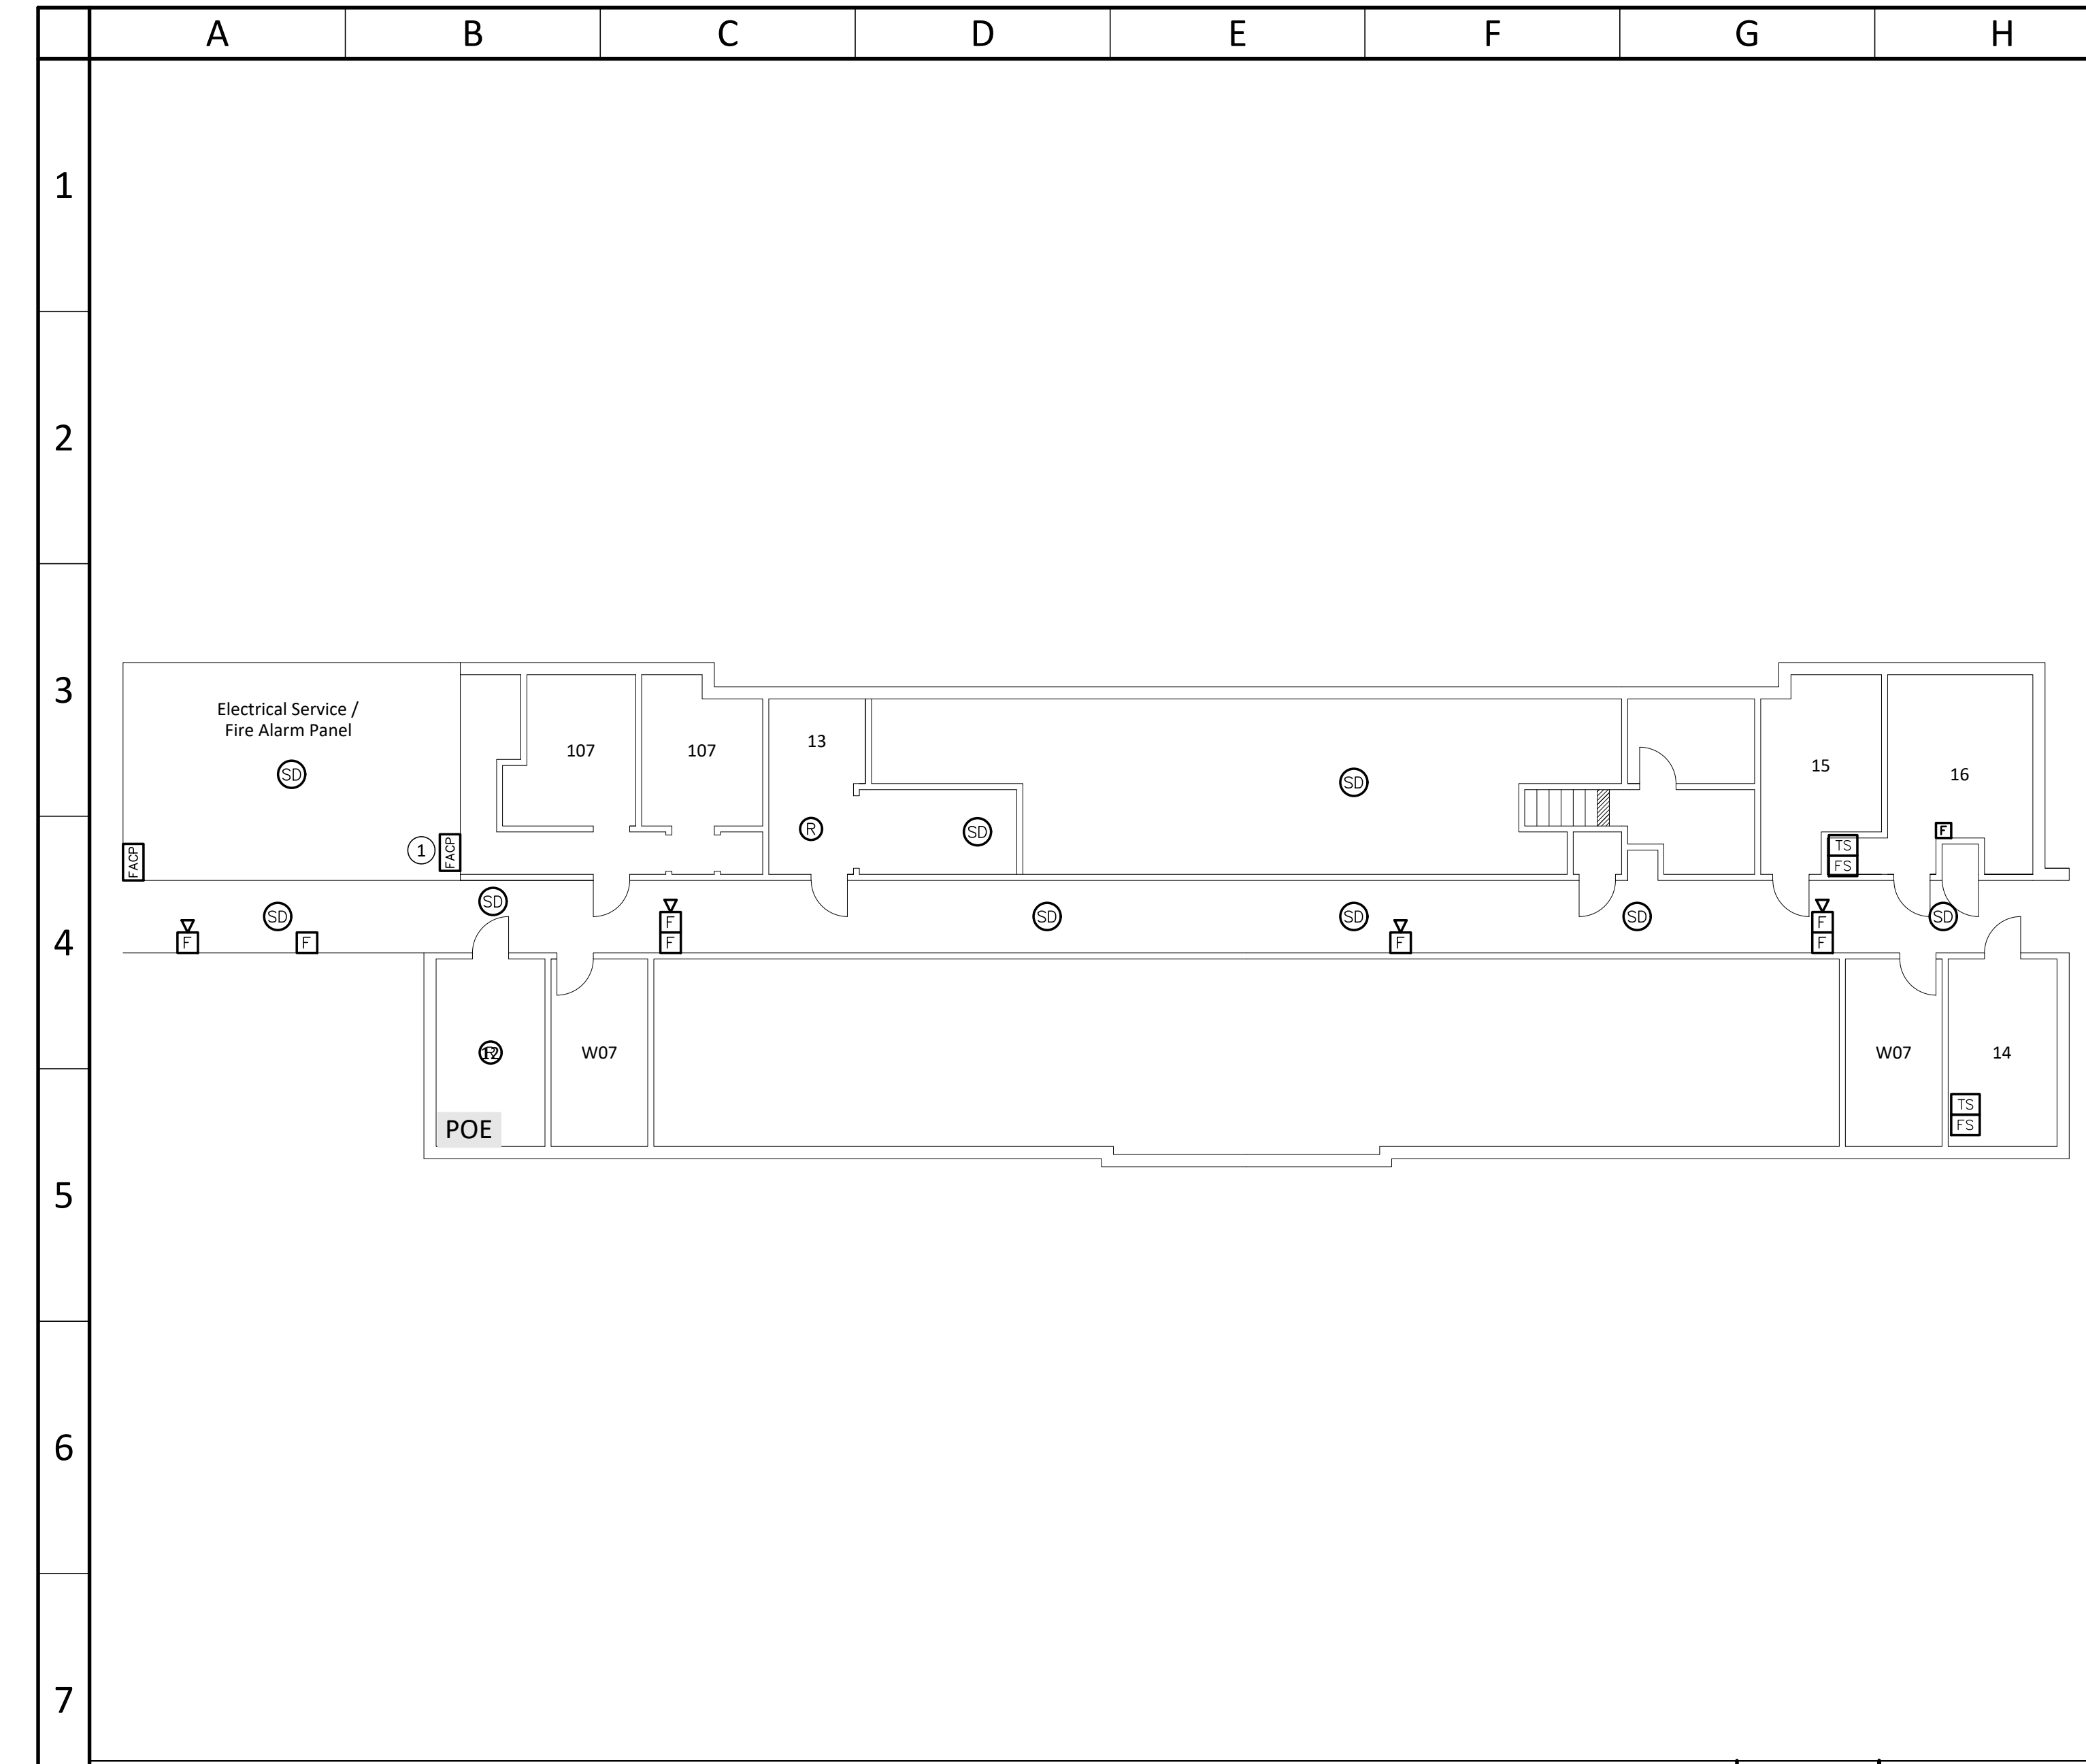 A B C D E F G H
1
2
3
Electrical Service /
Fire Alarm Panel
107 107 13 15 16
SD SD
R SD F
FACP 1 FACP TS
FS
SD SD SD SD SD SD
F F F F F
4
F F
12 R W07 W07 14
POE TS
FS
5
6
7